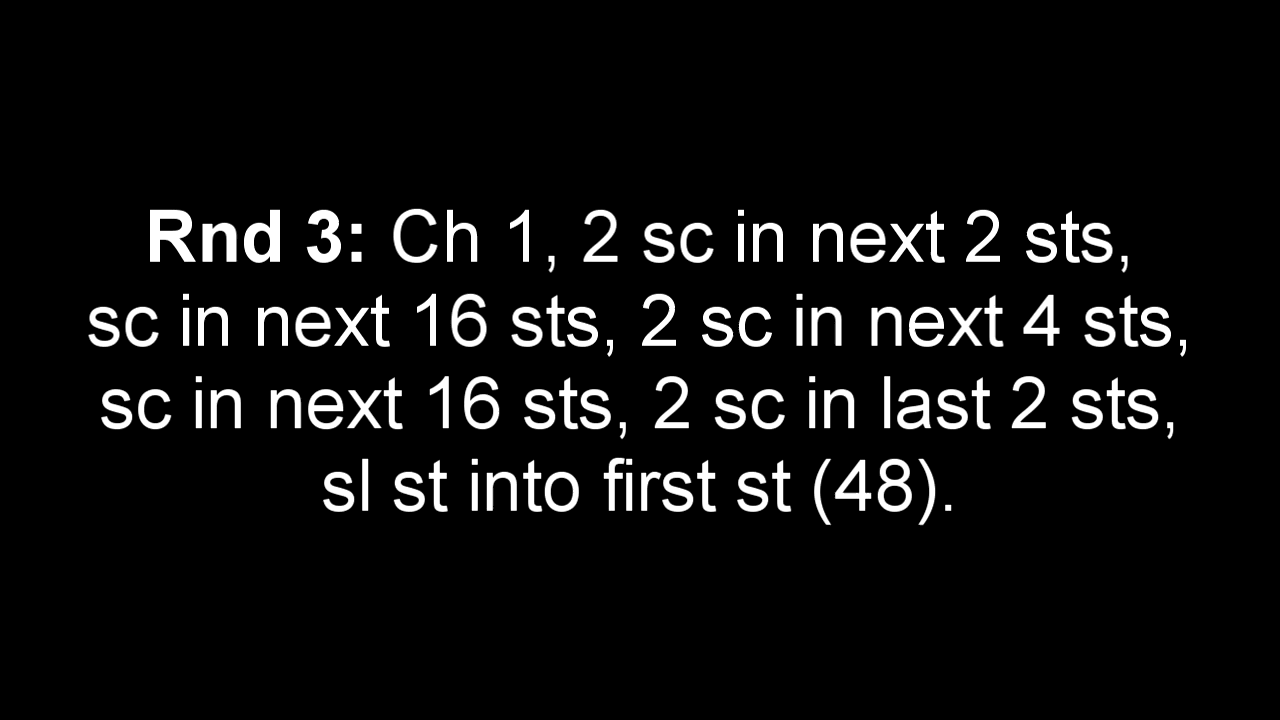 Rnd 3: Ch 1, 2 sc in next 2 sts,
sc in next 16 sts, 2 sc in next 4 sts,
sc in next 16 sts, 2 sc in last 2 sts,
sl st into first st (48).